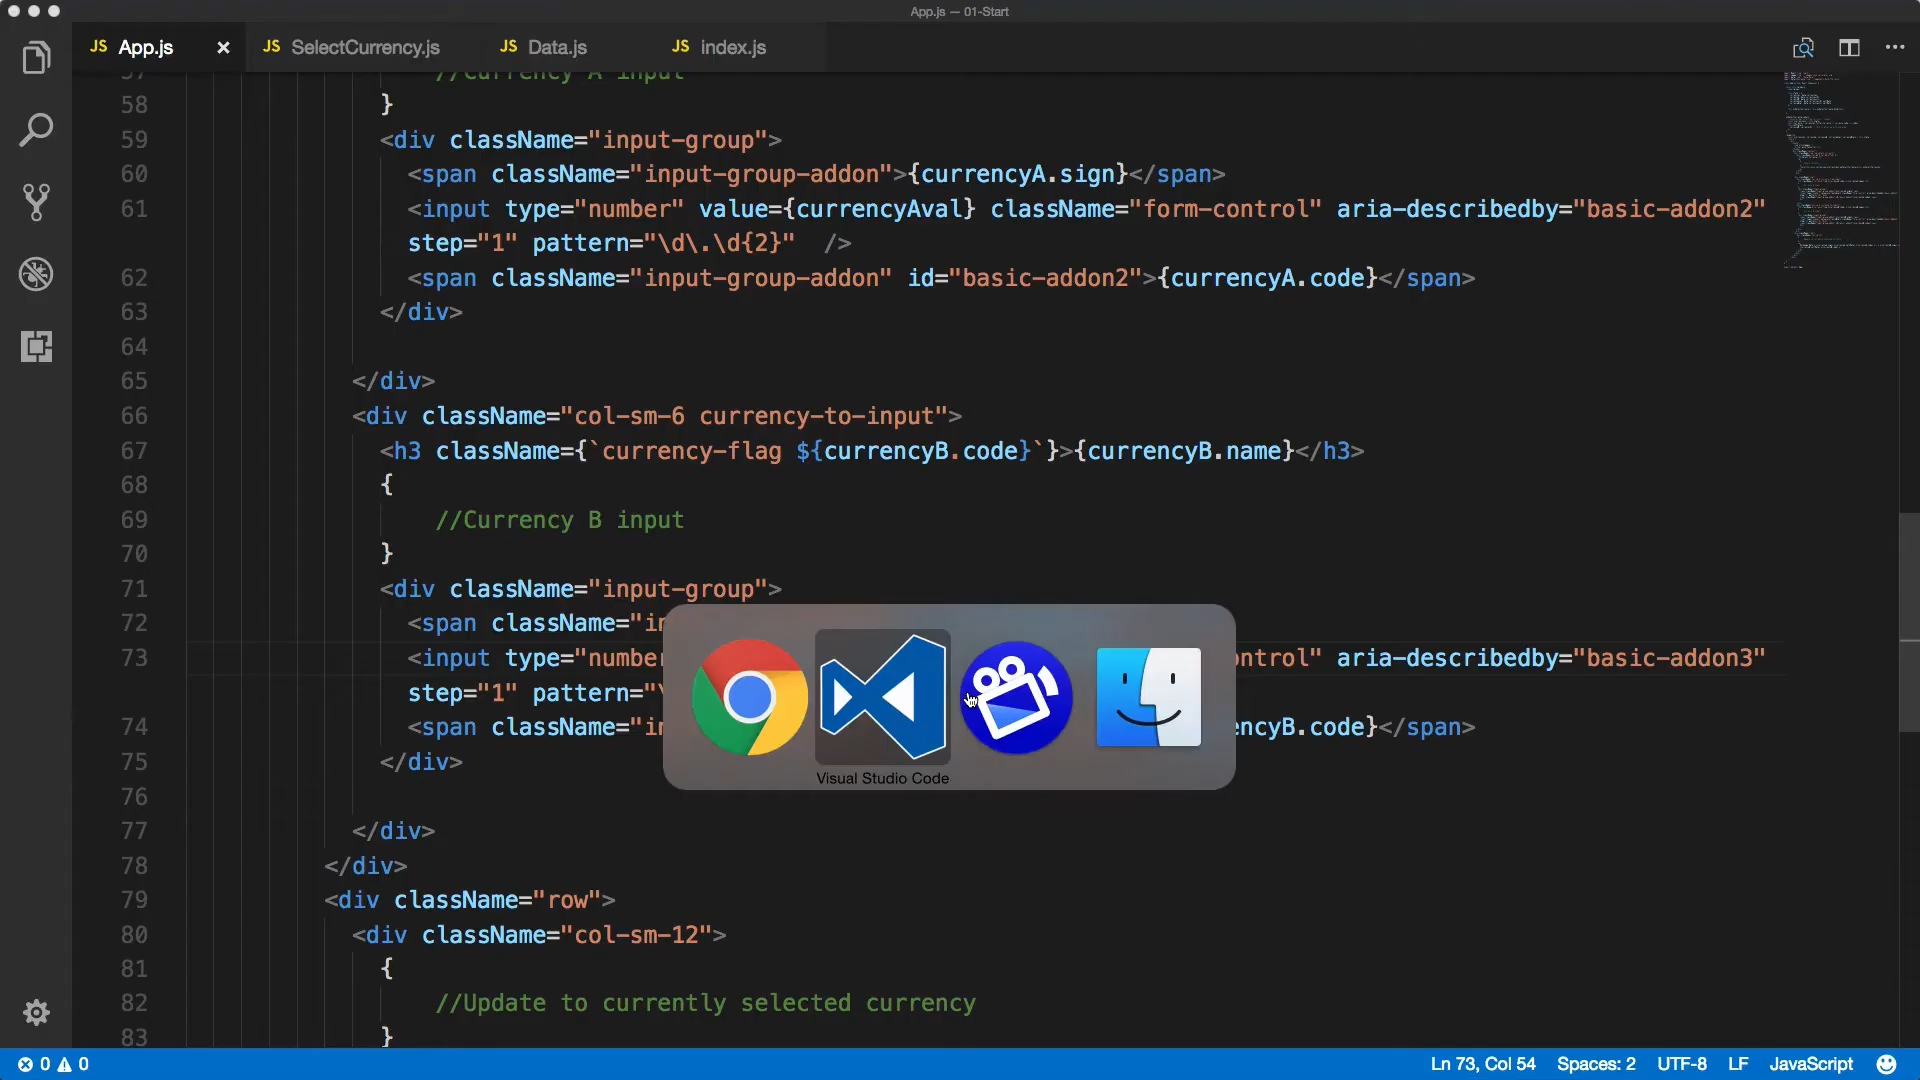 App.js — 01-Start
JS App.js × JS SelectCurrency.js JS Data.js JS index.js
57 //Currency A input
58 }
59 <div className="input-group">
60 <span className="input-group-addon">{currencyA.sign}</span>
61 <input type="number" value={currencyAval} className="form-control" aria-describedby="basic-addon2"
step="1" pattern="\d\.\d{2}" />
62 <span className="input-group-addon" id="basic-addon2">{currencyA.code}</span>
63 </div>
64
65 </div>
66 <div className="col-sm-6 currency-to-input">
67 <h3 className={`currency-flag ${currencyB.code}`}>{currencyB.name}</h3>
68 {
69 //Currency B input
70 }
71 <div className="input-group">
72 <span className="in
73 <input type="number ontrol" aria-describedby="basic-addon3"
step="1" pattern="\
74 <span className="in encyB.code}</span>
75 </div>
76
77 </div>
78 </div>
79 <div className="row">
80 <div className="col-sm-12">
81 {
82 //Update to currently selected currency
83 }
Visual Studio Code
0 0 Ln 73, Col 54 Spaces: 2 UTF-8 LF JavaScript